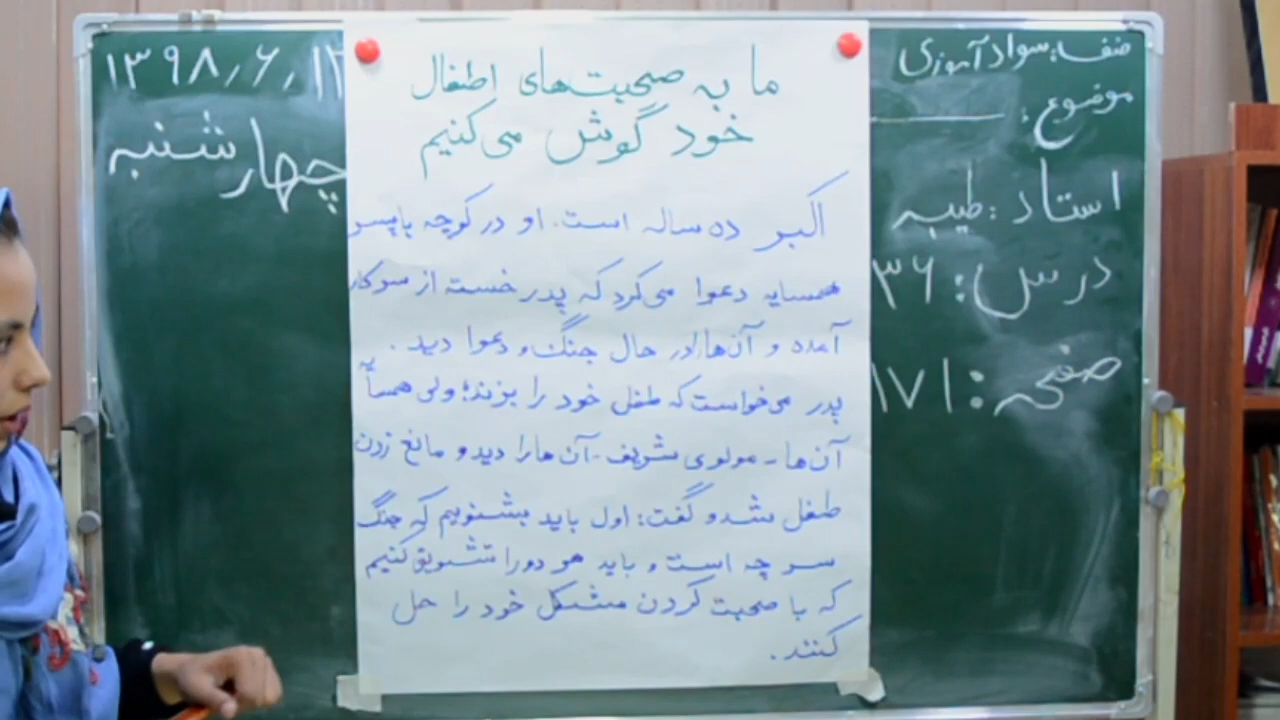 صنف: سواد آموزی
موضوع:
استاد: طیبه
درس: ۳۶
صفحه: ۱۷۱
ما به صحبت‌های اطفال
خود گوش می‌کنیم
اکبر ده ساله است. او در کوچه با پسر
همسایه دعوا می‌کرد که پدر خسته از سرکار
آمده و آن‌ها را در حال جنگ و دعوا دید.
پدر می‌خواست که طفل خود را بزند؛ ولی همسایه
آن‌ها - مولوی شریف - آن‌ها را دید و مانع زدن
طفل شد و گفت: اول باید بشنویم که جنگ
سر چه است و باید هر دو را تشویق کنیم
که با صحبت کردن مشکل خود را حل
کنند.
۱۳۹۸/۶/۱۳
چهارشنبه